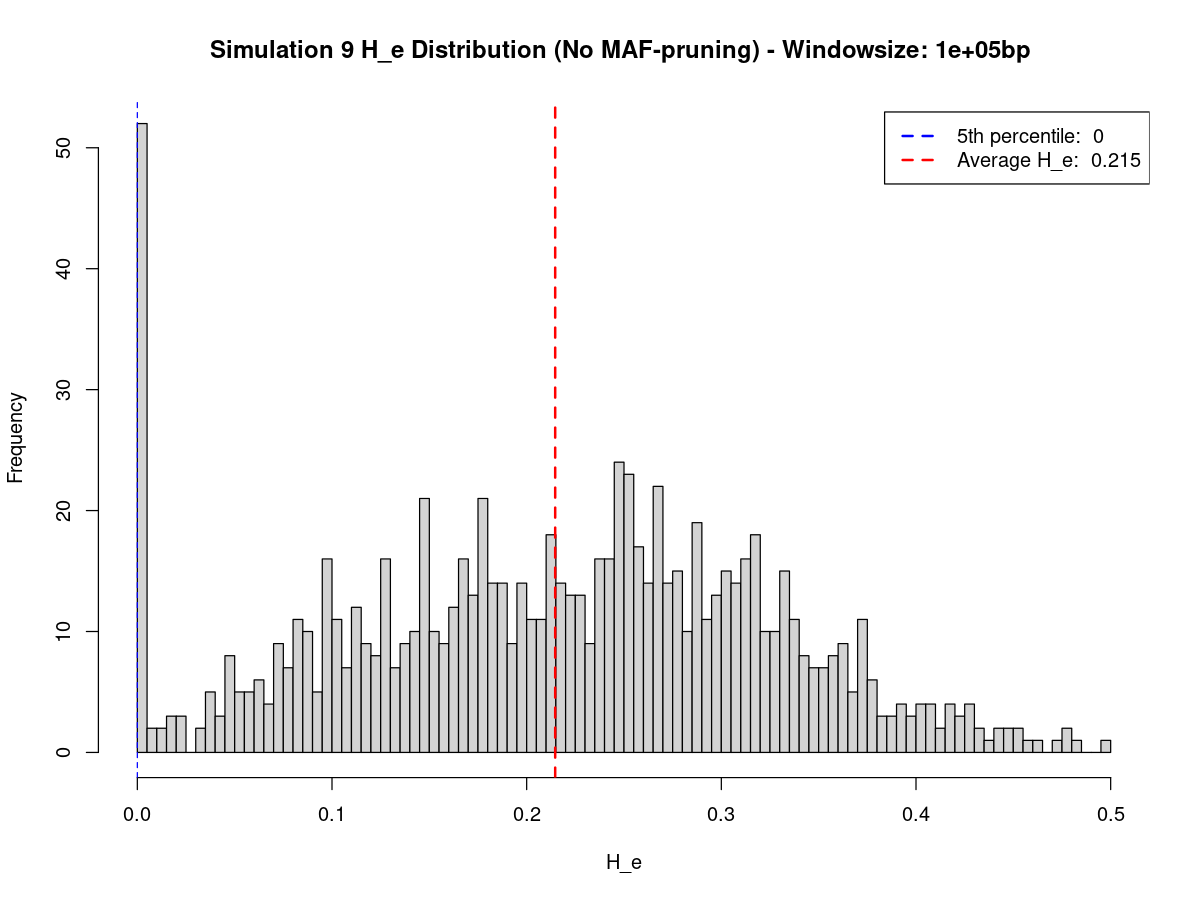 Simulation 9 H_e Distribution (No MAF-pruning) - Windowsize: 1e+05bp
5th percentile: 0
Average H_e: 0.215
Frequency
50
40
30
20
10
0
0.0 0.1 0.2 0.3 0.4 0.5
H_e